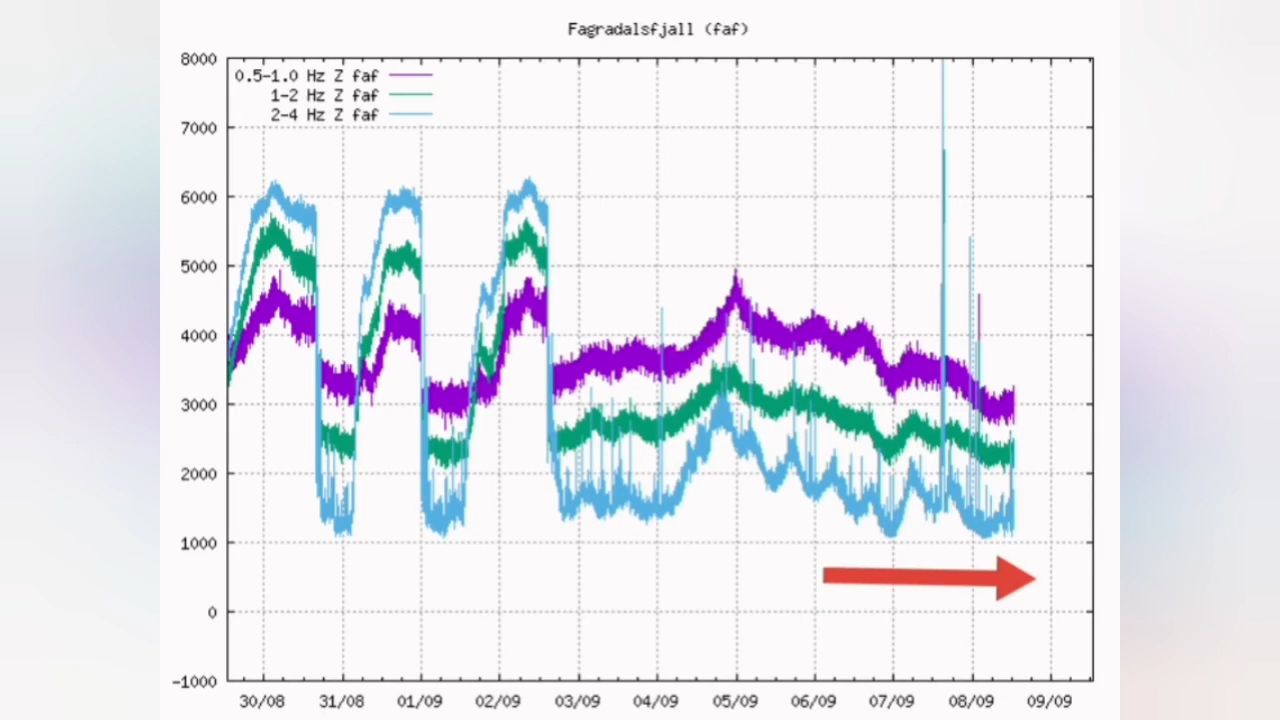 Fagradalsfjall (faf)
8000
7000
6000
5000
4000
3000
2000
1000
0
-1000
0.5-1.0 Hz Z faf
1-2 Hz Z faf
2-4 Hz Z faf
30/08 31/08 01/09 02/09 03/09 04/09 05/09 06/09 07/09 08/09 09/09